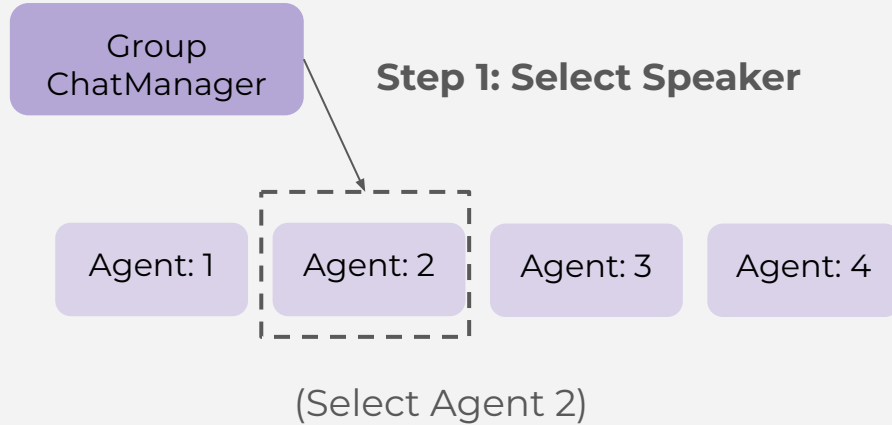 Group
ChatManager
Step 1: Select Speaker
Agent: 1
Agent: 2
Agent: 3
Agent: 4
(Select Agent 2)